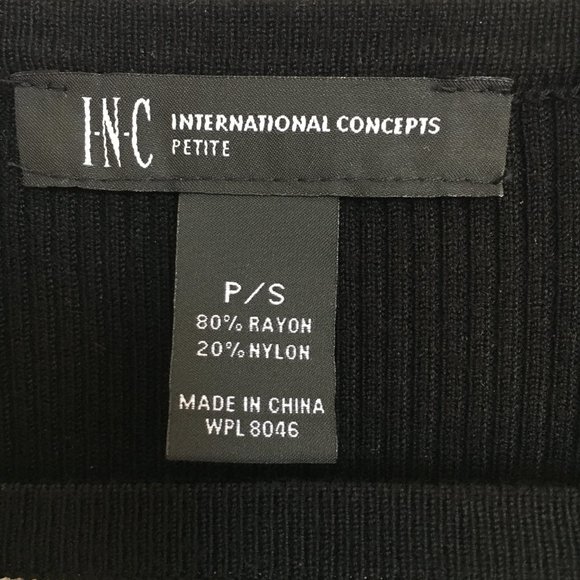 I-N-C INTERNATIONAL CONCEPTS
PETITE
P/S
80% RAYON
20% NYLON
MADE IN CHINA
WPL 8046